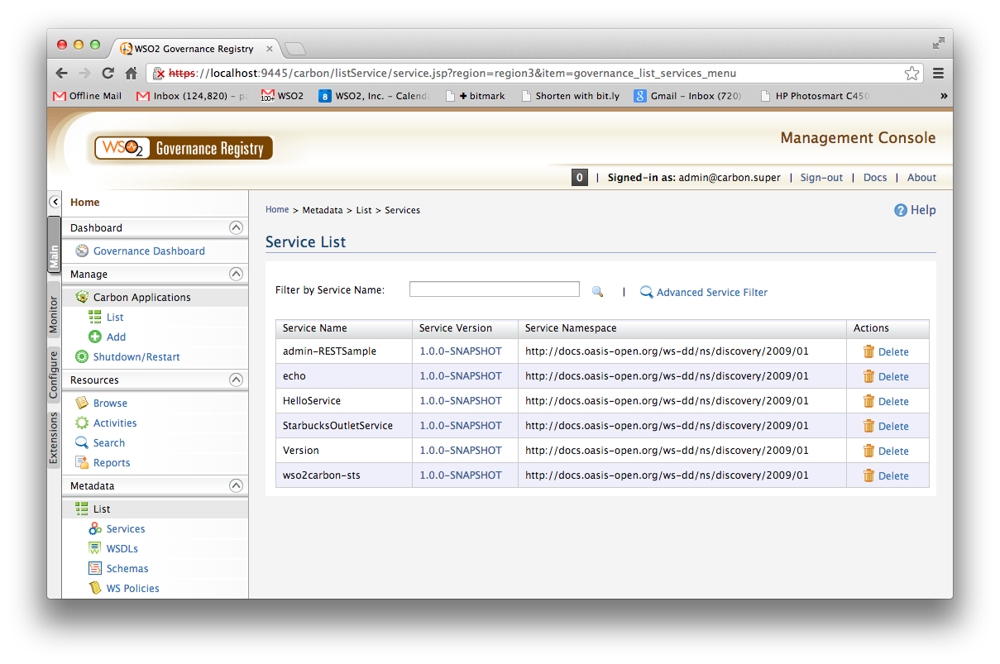 WSO2 Governance Registry
https://localhost:9445/carbon/listService/service.jsp?region=region3&item=governance_list_services_menu
Offline Mail Inbox (124,820) – 100+ WSO2 8 WSO2, Inc. – Calend + bitmark Shorten with bit.ly 8 Gmail – Inbox (720) HP Photosmart C450 »
WSO2 Governance Registry
Management Console
0 | Signed-in as: admin@carbon.super | Sign-out | Docs | About
Main
Monitor
Configure
Extensions
Home
Dashboard
Governance Dashboard
Manage
Carbon Applications
List
Add
Shutdown/Restart
Resources
Browse
Activities
Search
Reports
Metadata
List
Services
WSDLs
Schemas
WS Policies
Home > Metadata > List > Services
? Help
Service List
Filter by Service Name: | Advanced Service Filter
Service Name Service Version Service Namespace Actions
admin-RESTSample 1.0.0-SNAPSHOT http://docs.oasis-open.org/ws-dd/ns/discovery/2009/01 Delete
echo 1.0.0-SNAPSHOT http://docs.oasis-open.org/ws-dd/ns/discovery/2009/01 Delete
HelloService 1.0.0-SNAPSHOT http://docs.oasis-open.org/ws-dd/ns/discovery/2009/01 Delete
StarbucksOutletService 1.0.0-SNAPSHOT http://docs.oasis-open.org/ws-dd/ns/discovery/2009/01 Delete
Version 1.0.0-SNAPSHOT http://docs.oasis-open.org/ws-dd/ns/discovery/2009/01 Delete
wso2carbon-sts 1.0.0-SNAPSHOT http://docs.oasis-open.org/ws-dd/ns/discovery/2009/01 Delete